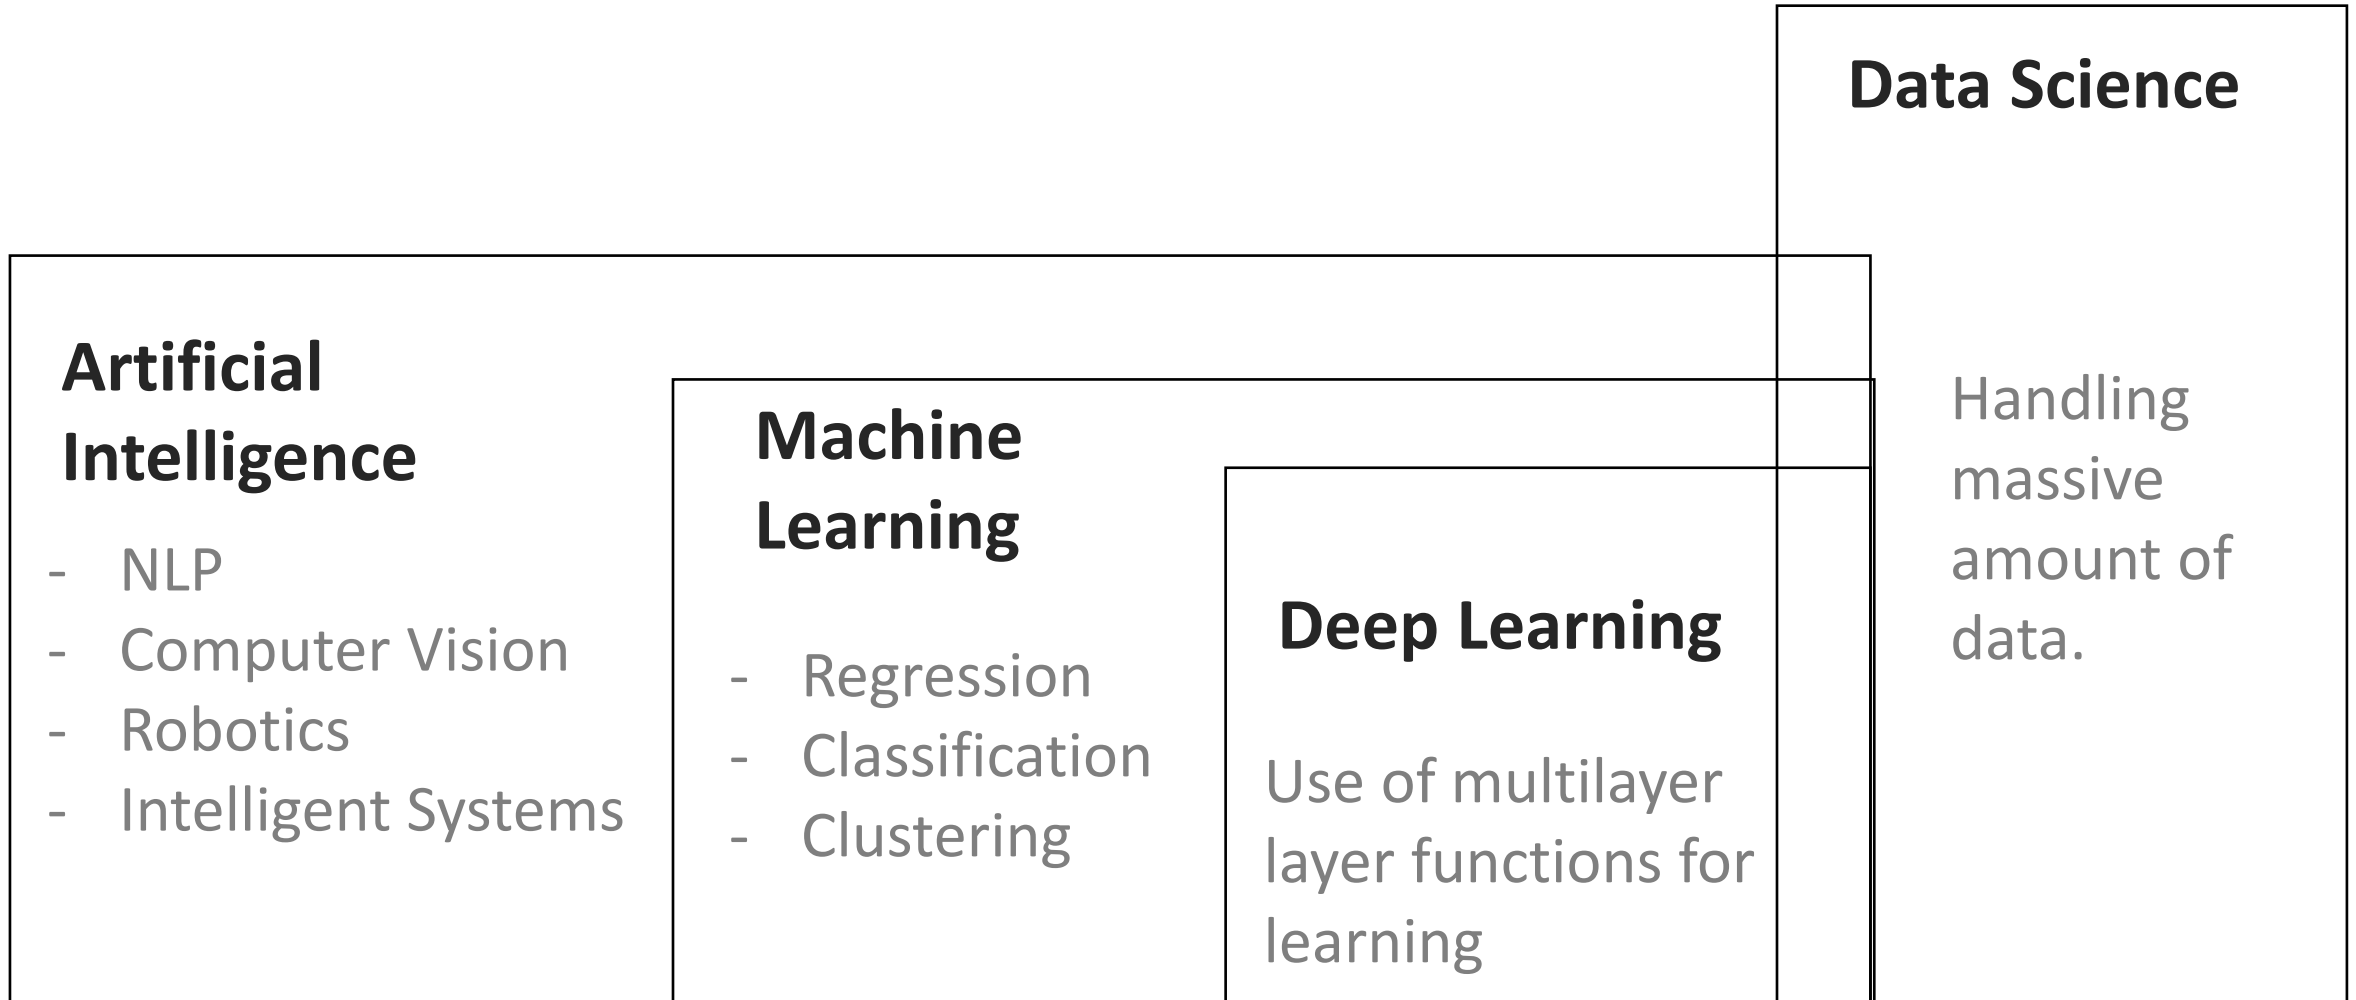 Data Science
Handling
massive
amount of
data.
Artificial
Intelligence
- NLP
- Computer Vision
- Robotics
- Intelligent Systems
Machine
Learning
- Regression
- Classification
- Clustering
Deep Learning
Use of multilayer
layer functions for
learning